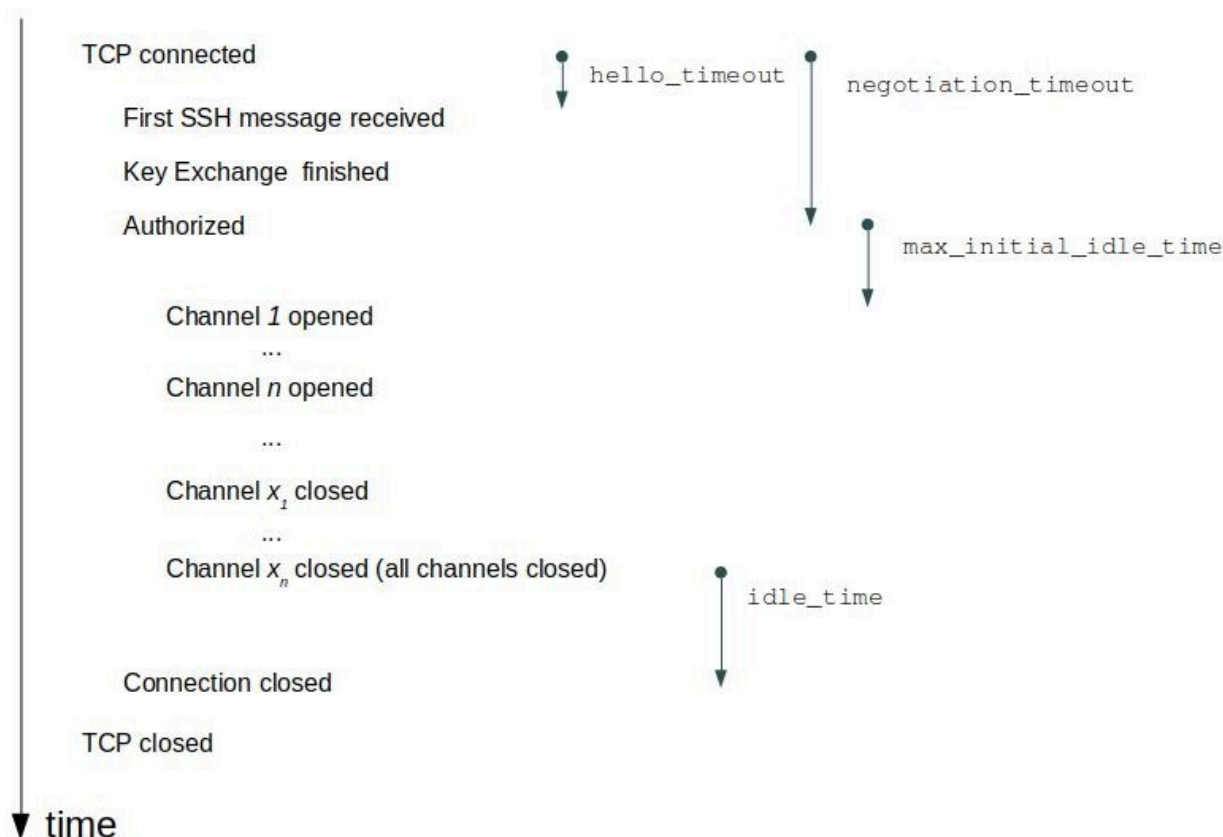 TCP connected
hello_timeout
negotiation_timeout
First SSH message received
Key Exchange  finished
Authorized
max_initial_idle_time
Channel 1 opened
...
Channel n opened
...
Channel x1 closed
...
Channel xn closed (all channels closed)
idle_time
Connection closed
TCP closed
time